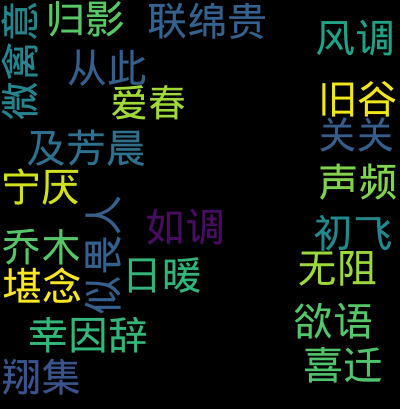 归影
联绵贵
微禽意
风调
从此
爱春
旧谷
关关
及芳晨
宁厌
声频
似畏人
如调
初飞
乔木
日暖
无阻
堪念
幸因辞
欲语
喜迁
翔集